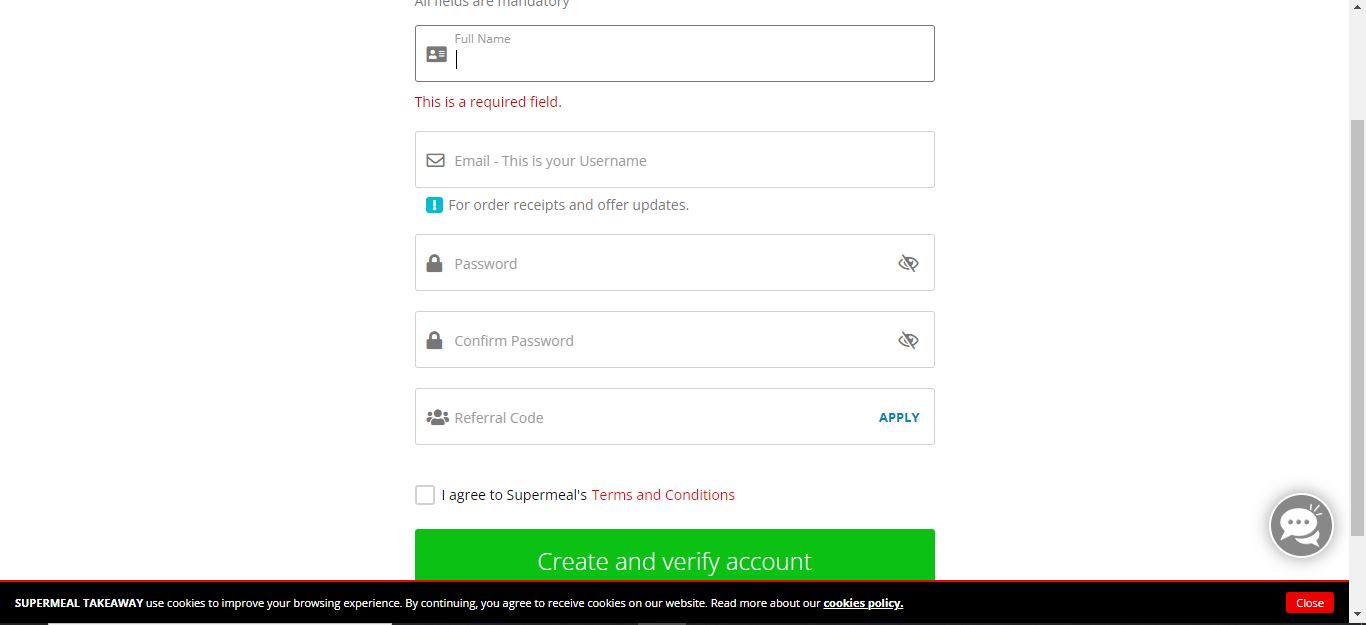 All fields are mandatory
Full Name
This is a required field.
Email - This is your Username
For order receipts and offer updates.
Password
Confirm Password
Referral Code APPLY
I agree to Supermeal's Terms and Conditions
Create and verify account
SUPERMEAL TAKEAWAY use cookies to improve your browsing experience. By continuing, you agree to receive cookies on our website. Read more about our cookies policy. Close